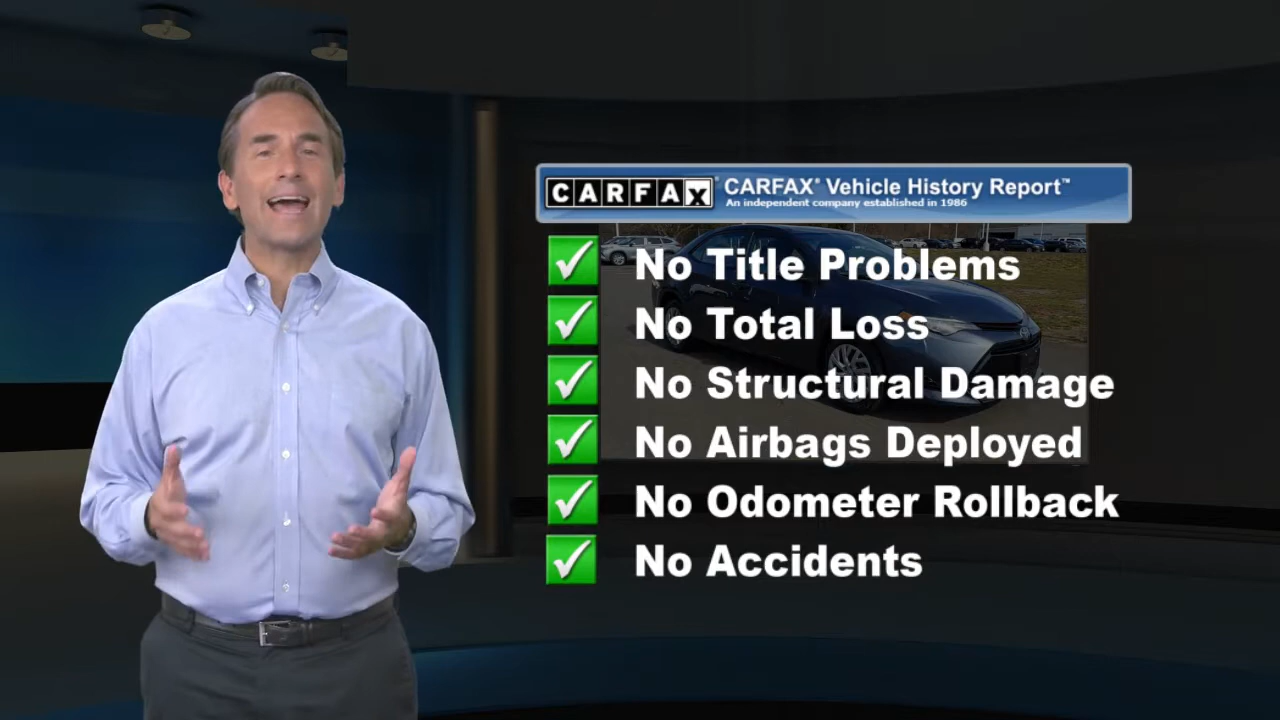 CARFAX
CARFAX® Vehicle History Report™
An independent company established in 1986
No Title Problems
No Total Loss
No Structural Damage
No Airbags Deployed
No Odometer Rollback
No Accidents